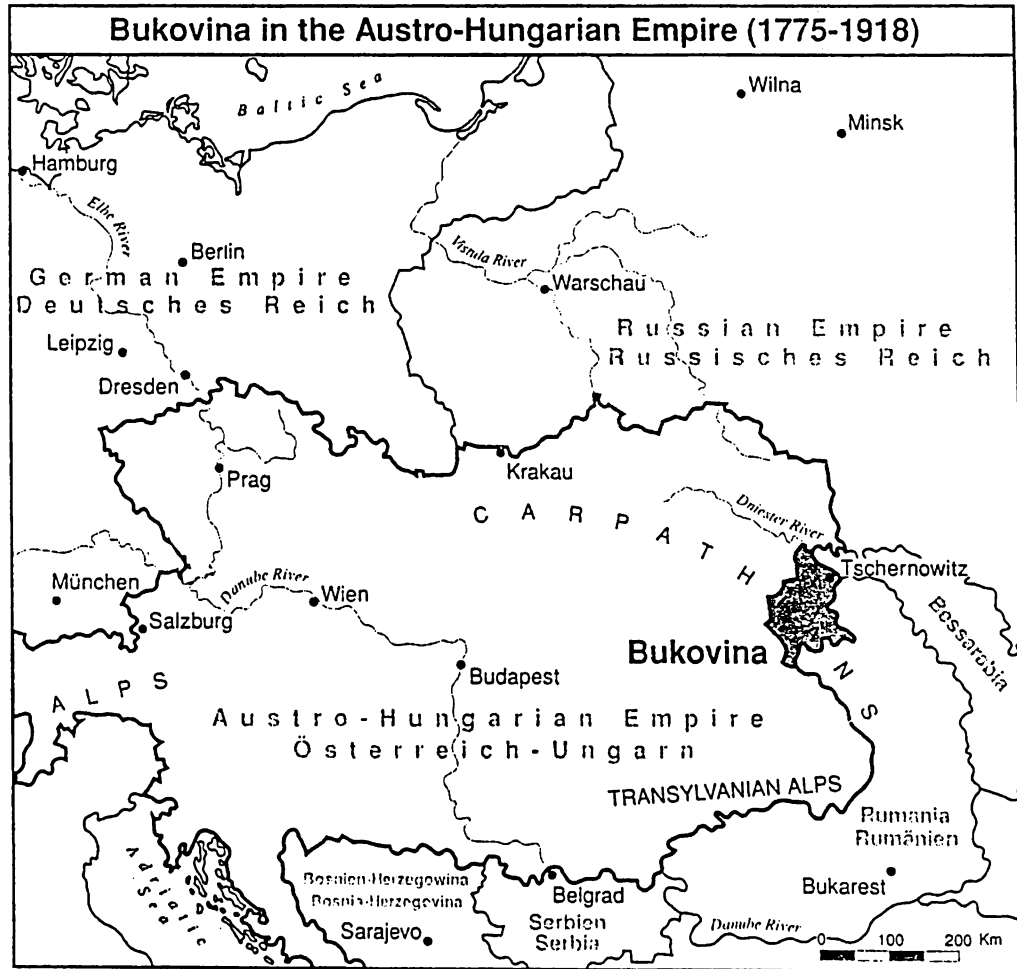 Bukovina in the Austro-Hungarian Empire (1775-1918)
Baltic Sea
Wilna
Minsk
Hamburg
Elbe River
Berlin
German Empire
Deutsches Reich
Vistula River
Warschau
Russian Empire
Russisches Reich
Leipzig
Dresden
Prag
Krakau
CARPATH
Dniester River
Tschernowitz
München
Danube River
Wien
Salzburg
Bessarabia
Bukovina
NS
Budapest
ALPS
Austro-Hungarian Empire
Österreich-Ungarn
TRANSYLVANIAN ALPS
Rumania
Rumänien
Adriatic
Sea
Bosnien-Herzegowina
Bosnia-Herzegovina
Belgrad
Bukarest
Sarajevo
Serbien
Serbia
Danube River
0 100 200 Km